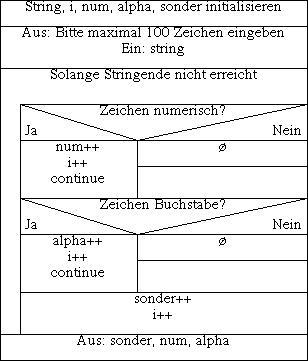 String, i, num, alpha, sonder initialisieren
Aus: Bitte maximal 100 Zeichen eingeben
Ein: string
Solange Stringende nicht erreicht
Zeichen numerisch?
Ja Nein
num++ ø
i++
continue
Zeichen Buchstabe?
Ja Nein
alpha++ ø
i++
continue
sonder++
i++
Aus: sonder, num, alpha